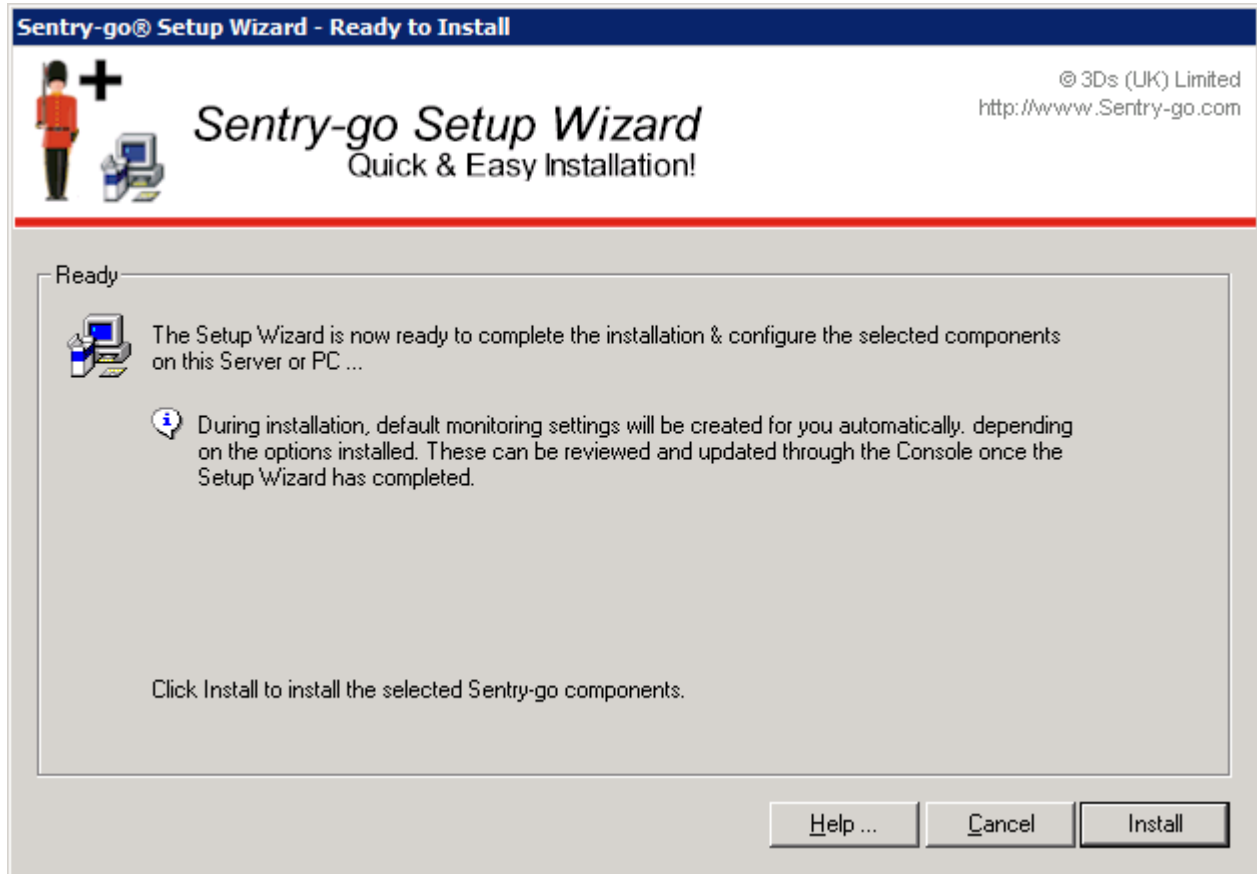 Sentry-go® Setup Wizard - Ready to Install
© 3Ds (UK) Limited
http://www.Sentry-go.com
Sentry-go Setup Wizard
Quick & Easy Installation!
Ready
The Setup Wizard is now ready to complete the installation & configure the selected components
on this Server or PC ...
During installation, default monitoring settings will be created for you automatically. depending
on the options installed. These can be reviewed and updated through the Console once the
Setup Wizard has completed.
Click Install to install the selected Sentry-go components.
Help ...
Cancel
Install